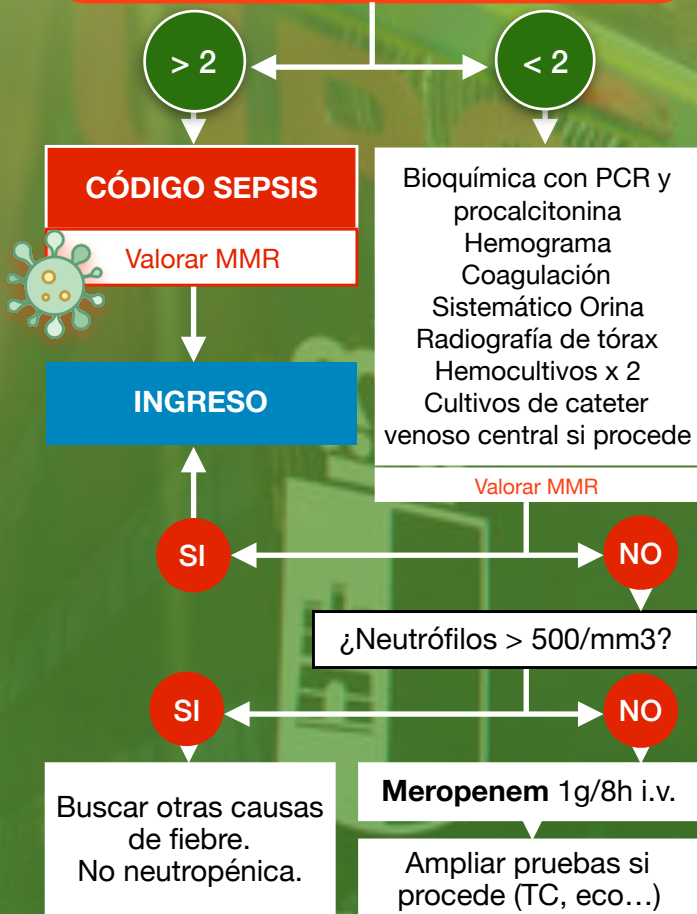 > 2
< 2
CÓDIGO SEPSIS
Valorar MMR
INGRESO
Bioquímica con PCR y
procalcitonina
Hemograma
Coagulación
Sistemático Orina
Radiografía de tórax
Hemocultivos x 2
Cultivos de cateter
venoso central si procede
Valorar MMR
SI
NO
¿Neutrófilos > 500/mm3?
SI
NO
Buscar otras causas
de fiebre.
No neutropénica.
Meropenem 1g/8h i.v.
Ampliar pruebas si
procede (TC, eco…)